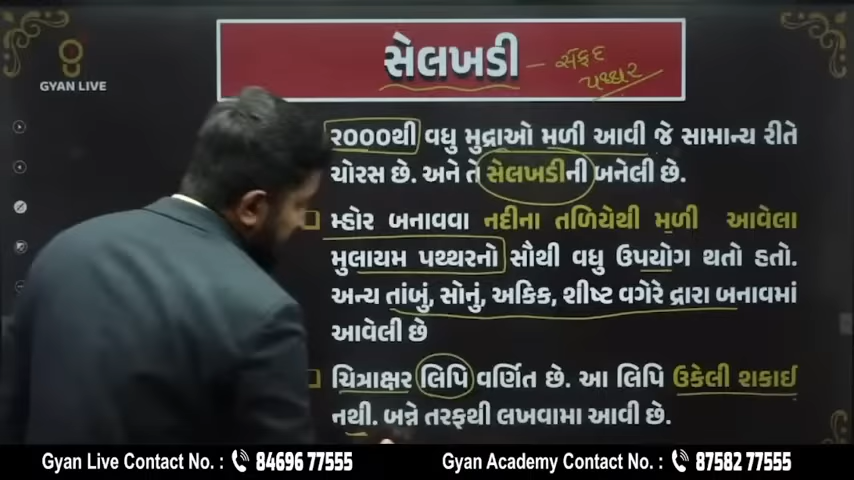 GYAN LIVE
સેલખડી - સફેદ
પથ્થર
૨૦૦૦થી વધુ મુદ્રાઓ મળી આવી જે સામાન્ય રીતે
ચોરસ છે. અને તે સેલખડીની બનેલી છે.
મ્હોર બનાવવા નદીના તળિયેથી મળી આવેલા
મુલાયમ પથ્થરનો સૌથી વધુ ઉપયોગ થતો હતો.
અન્ય તાંબું, સોનું, અકિક, શીષ્ટ વગેરે દ્રારા બનાવમાં
આવેલી છે
ચિત્રાક્ષર લિપિ વર્ણિત છે. આ લિપિ ઉકેલી શકાઈ
નથી. બન્ને તરફથી લખવામા આવી છે.
Gyan Live Contact No. : 84696 77555
Gyan Academy Contact No. : 87582 77555